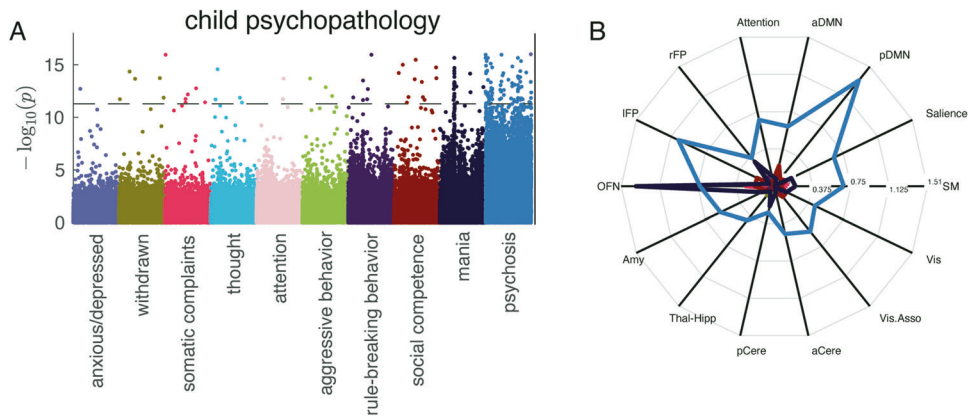 A
child psychopathology
− log10(p)
15
10
5
0
anxious/depressed
withdrawn
somatic complaints
thought
attention
aggressive behavior
rule-breaking behavior
social competence
mania
psychosis
B
Attention
aDMN
rFP
pDMN
lFP
Salience
OFN
0.375
0.75
1.125
1.51
SM
Amy
Vis
Thal-Hipp
Vis.Asso
pCere
aCere